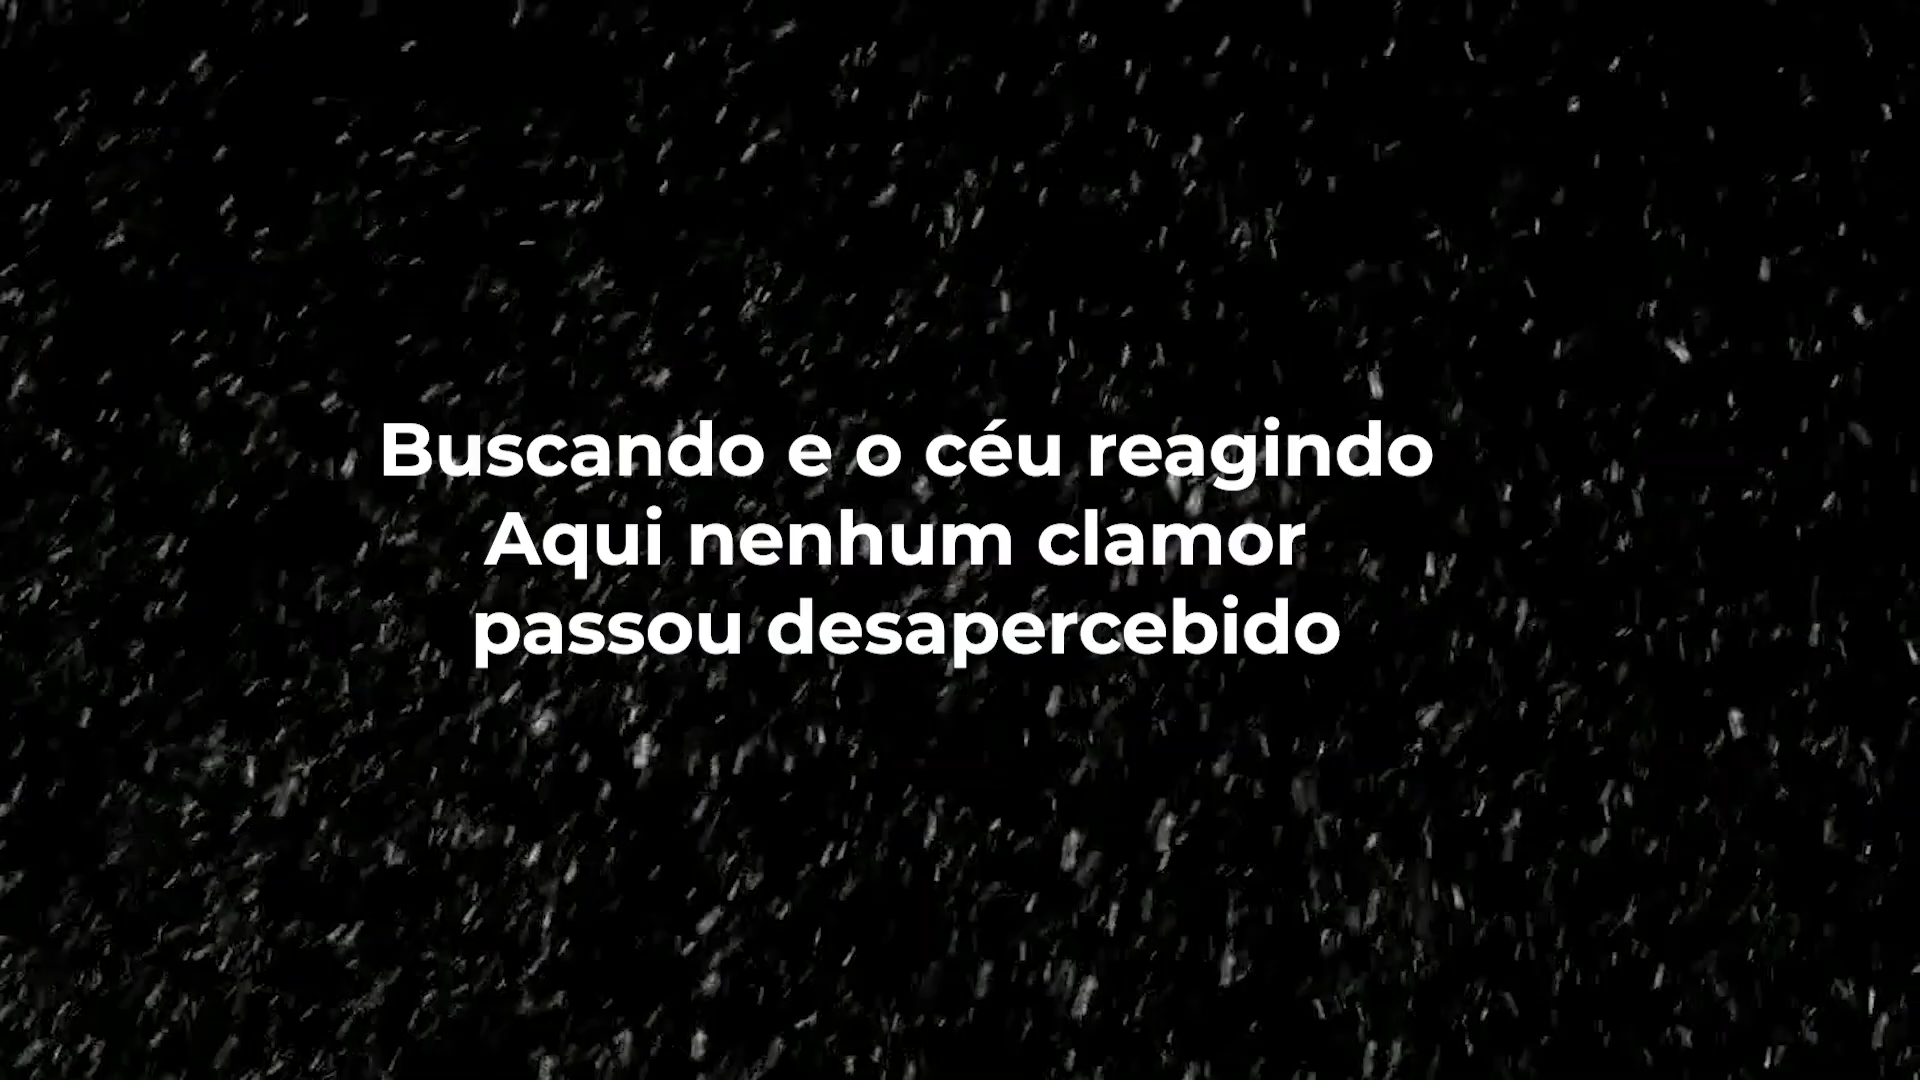 Buscando e o céu reagindo
Aqui nenhum clamor
passou desapercebido